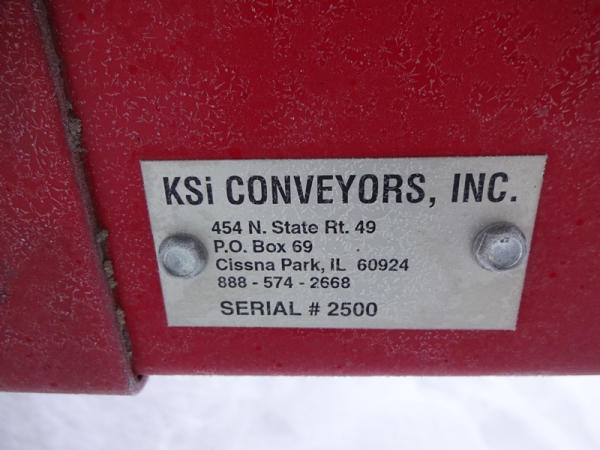 KSi CONVEYORS, INC.
454 N. State Rt. 49
P.O. Box 69
Cissna Park, IL 60924
888 - 574 - 2668
SERIAL # 2500